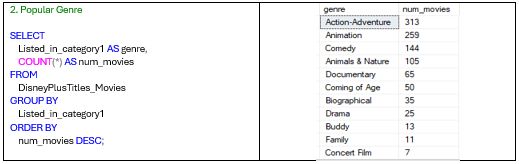 2. Popular Genre
SELECT
Listed_in_category1 AS genre,
COUNT(*) AS num_movies
FROM
DisneyPlusTitles_Movies
GROUP BY
Listed_in_category1
ORDER BY
num_movies DESC;
genre num_movies
Action-Adventure 313
Animation 259
Comedy 144
Animals & Nature 105
Documentary 65
Coming of Age 50
Biographical 35
Drama 25
Buddy 13
Family 11
Concert Film 7